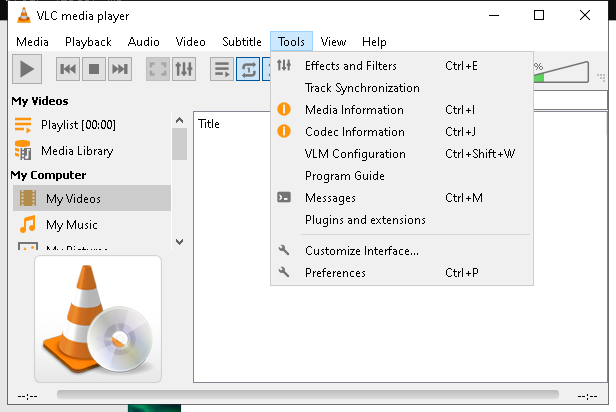 VLC media player
Media Playback Audio Video Subtitle Tools View Help
%
My Videos
Playlist [00:00]
Media Library
My Computer
My Videos
My Music
My Pictures
Title
Effects and Filters Ctrl+E
Track Synchronization
Media Information Ctrl+I
Codec Information Ctrl+J
VLM Configuration Ctrl+Shift+W
Program Guide
Messages Ctrl+M
Plugins and extensions
Customize Interface...
Preferences Ctrl+P
--:-- --:--